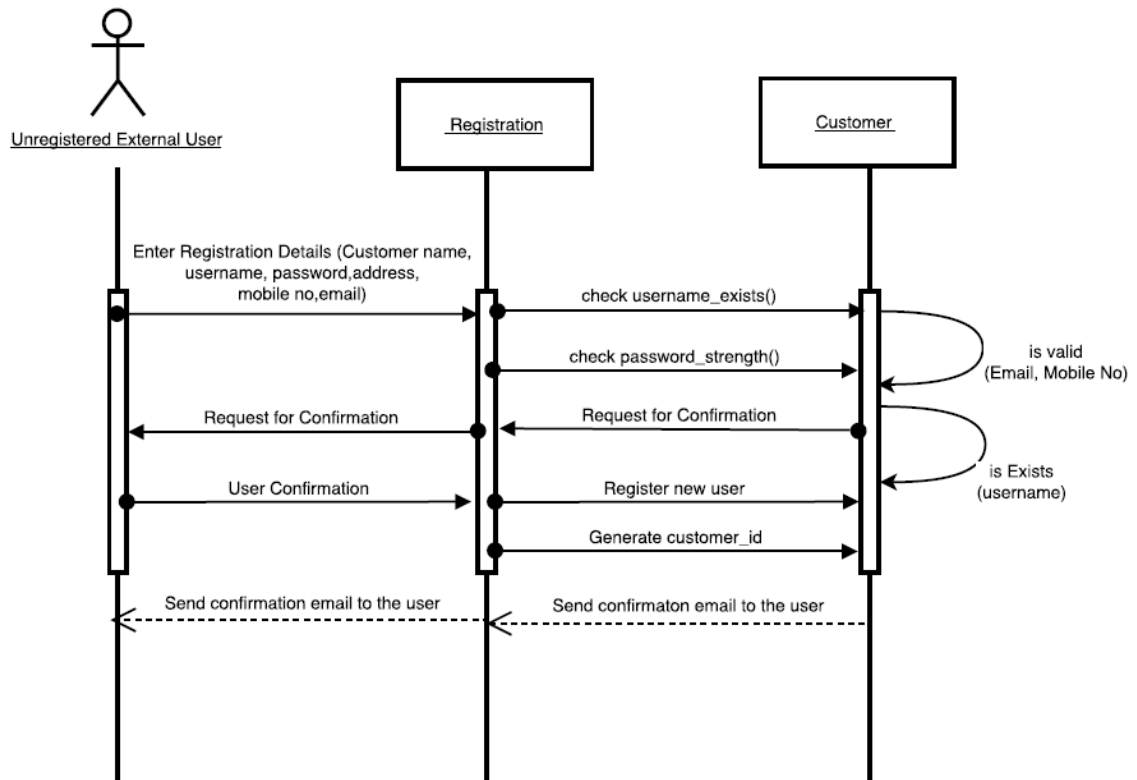 Unregistered External User
Registration
Customer
Enter Registration Details (Customer name,
username, password,address,
mobile no,email)
check username_exists()
is valid
(Email, Mobile No)
check password_strength()
Request for Confirmation
Request for Confirmation
is Exists
(username)
User Confirmation
Register new user
Generate customer_id
Send confirmation email to the user
Send confirmaton email to the user